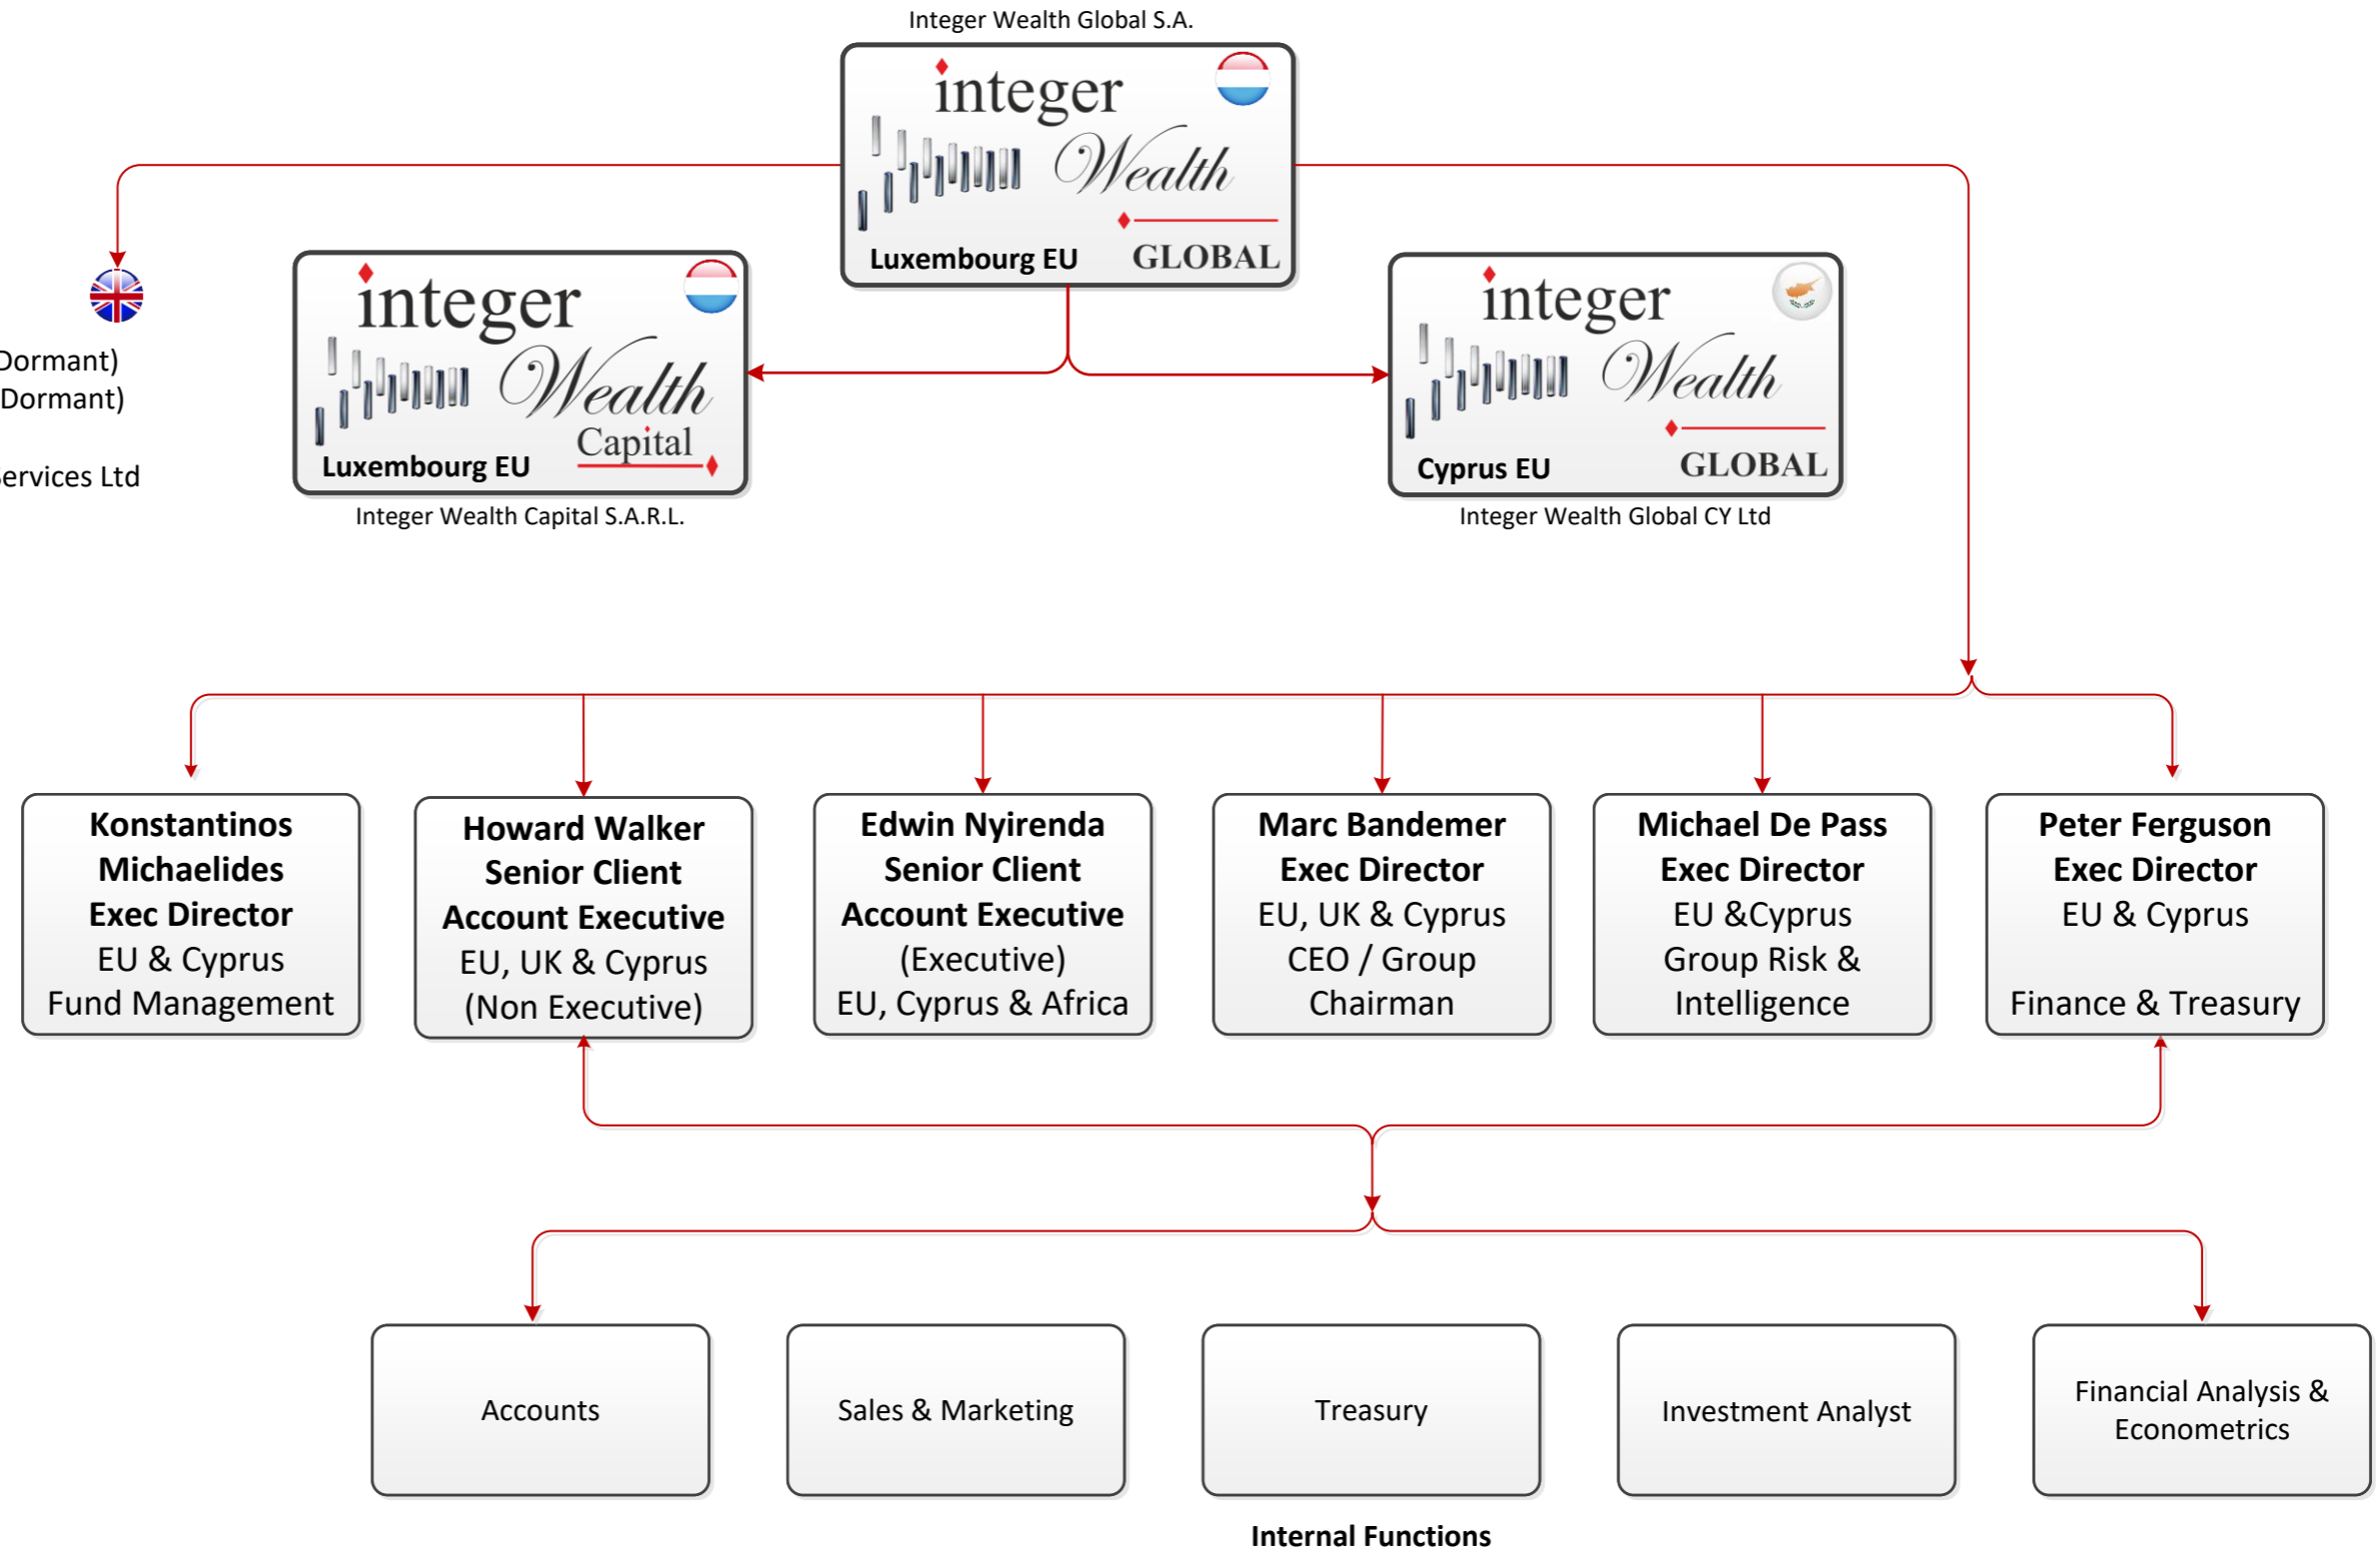 Integer Wealth Global S.A.
integer
Wealth
GLOBAL
Luxembourg EU
Dormant)
Dormant)
Services Ltd
integer
Wealth
Capital
Luxembourg EU
Integer Wealth Capital S.A.R.L.
integer
Wealth
GLOBAL
Cyprus EU
Integer Wealth Global CY Ltd
Konstantinos
Michaelides
Exec Director
EU & Cyprus
Fund Management
Howard Walker
Senior Client
Account Executive
EU, UK & Cyprus
(Non Executive)
Edwin Nyirenda
Senior Client
Account Executive
(Executive)
EU, Cyprus & Africa
Marc Bandemer
Exec Director
EU, UK & Cyprus
CEO / Group
Chairman
Michael De Pass
Exec Director
EU &Cyprus
Group Risk &
Intelligence
Peter Ferguson
Exec Director
EU & Cyprus
Finance & Treasury
Accounts
Sales & Marketing
Treasury
Investment Analyst
Financial Analysis &
Econometrics
Internal Functions